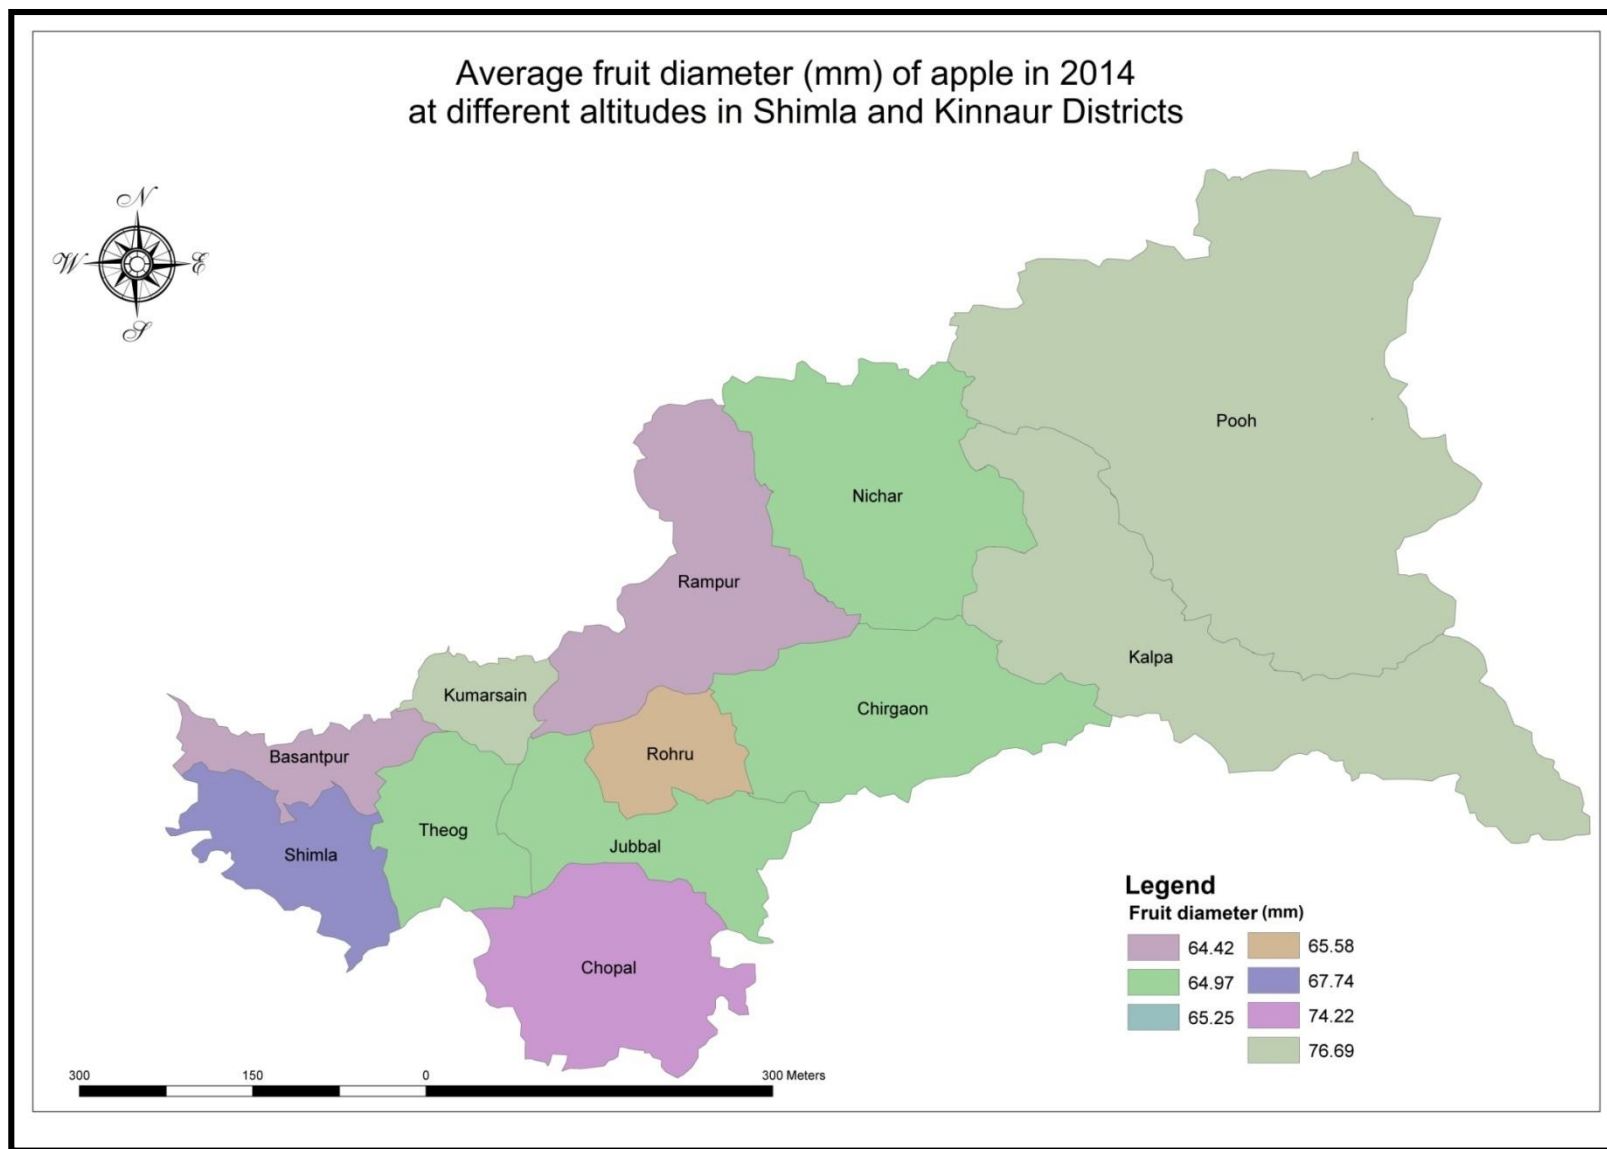 Average fruit diameter (mm) of apple in 2014
at different altitudes in Shimla and Kinnaur Districts
N
W E
S
Pooh
Nichar
Rampur
Kalpa
Kumarsain
Chirgaon
Basantpur
Rohru
Theog
Jubbal
Shimla
Chopal
Legend
Fruit diameter (mm)
64.42 65.58
64.97 67.74
65.25 74.22
76.69
300 150 0 300 Meters